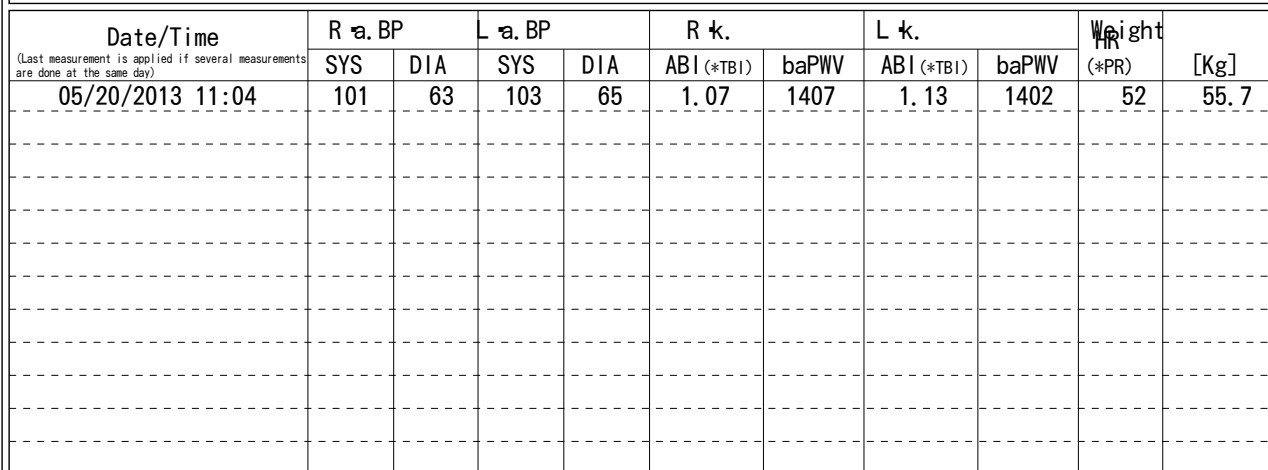 Date/Time R-a.BP L-a.BP R-k. L-k. HR Weight
(Last measurement is applied if several measurements
are done at the same day) SYS DIA SYS DIA ABI(*TBI) baPWV ABI(*TBI) baPWV (*PR) [Kg]
05/20/2013 11:04 101 63 103 65 1.07 1407 1.13 1402 52 55.7